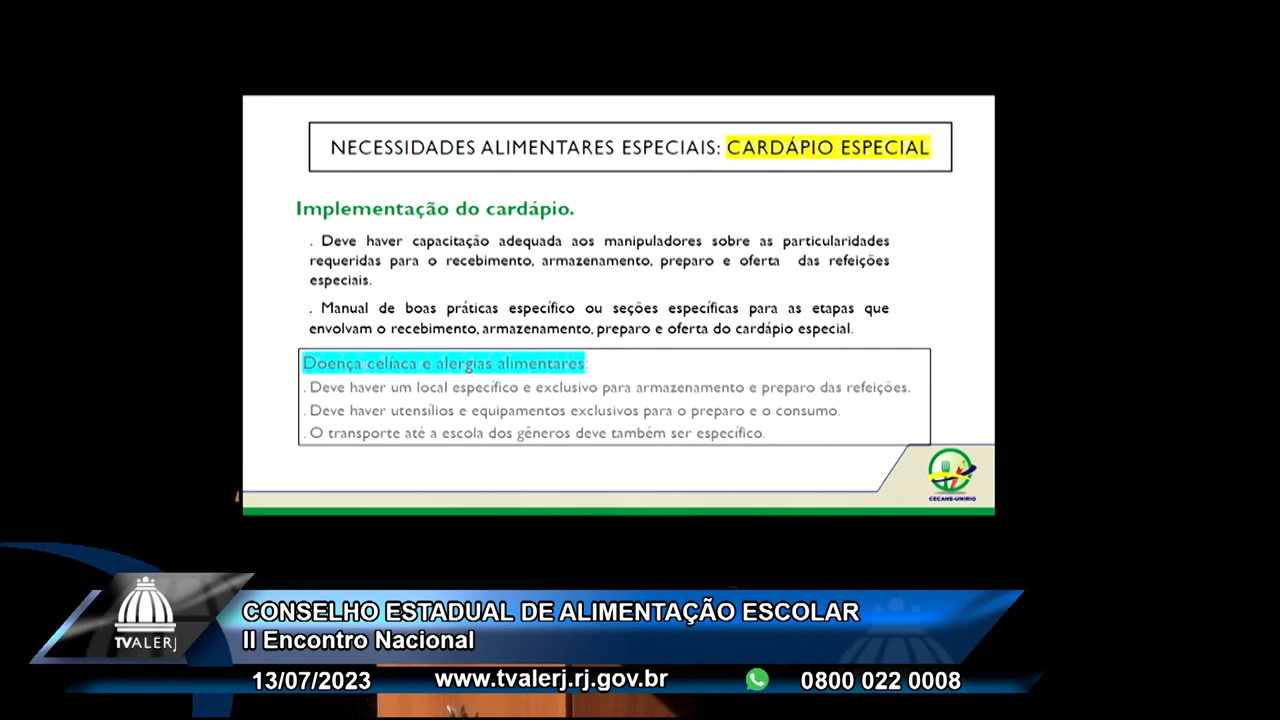 NECESSIDADES ALIMENTARES ESPECIAIS: CARDÁPIO ESPECIAL
Implementação do cardápio.
. Deve haver capacitação adequada aos manipuladores sobre as particularidades
requeridas para o recebimento, armazenamento, preparo e oferta das refeições
especiais.
. Manual de boas práticas específico ou seções específicas para as etapas que
envolvam o recebimento, armazenamento, preparo e oferta do cardápio especial.
Doença celíaca e alergias alimentares:
. Deve haver um local específico e exclusivo para armazenamento e preparo das refeições.
. Deve haver utensílios e equipamentos exclusivos para o preparo e o consumo.
. O transporte até a escola dos gêneros deve também ser específico.
CECANE-UNIRIO
CONSELHO ESTADUAL DE ALIMENTAÇÃO ESCOLAR
II Encontro Nacional
TVALERJ
13/07/2023 www.tvalerj.rj.gov.br 0800 022 0008